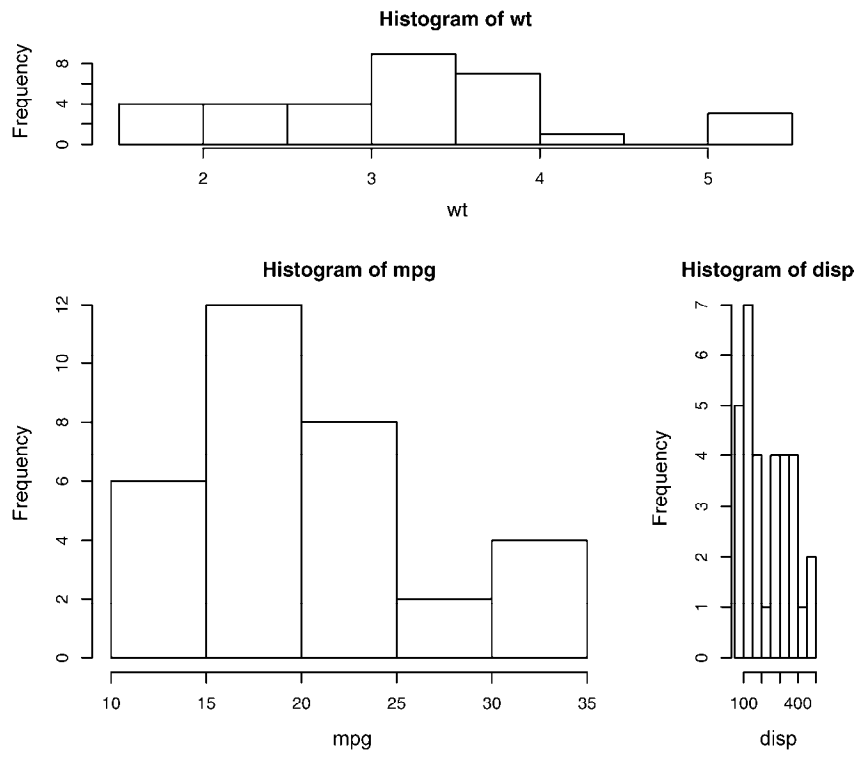 Histogram of wt
Frequency
0 4 8
2 3 4 5
wt
Histogram of mpg
Frequency
0 2 4 6 8 10 12
10 15 20 25 30 35
mpg
Histogram of disp
Frequency
0 1 2 3 4 5 6 7
100 400
disp